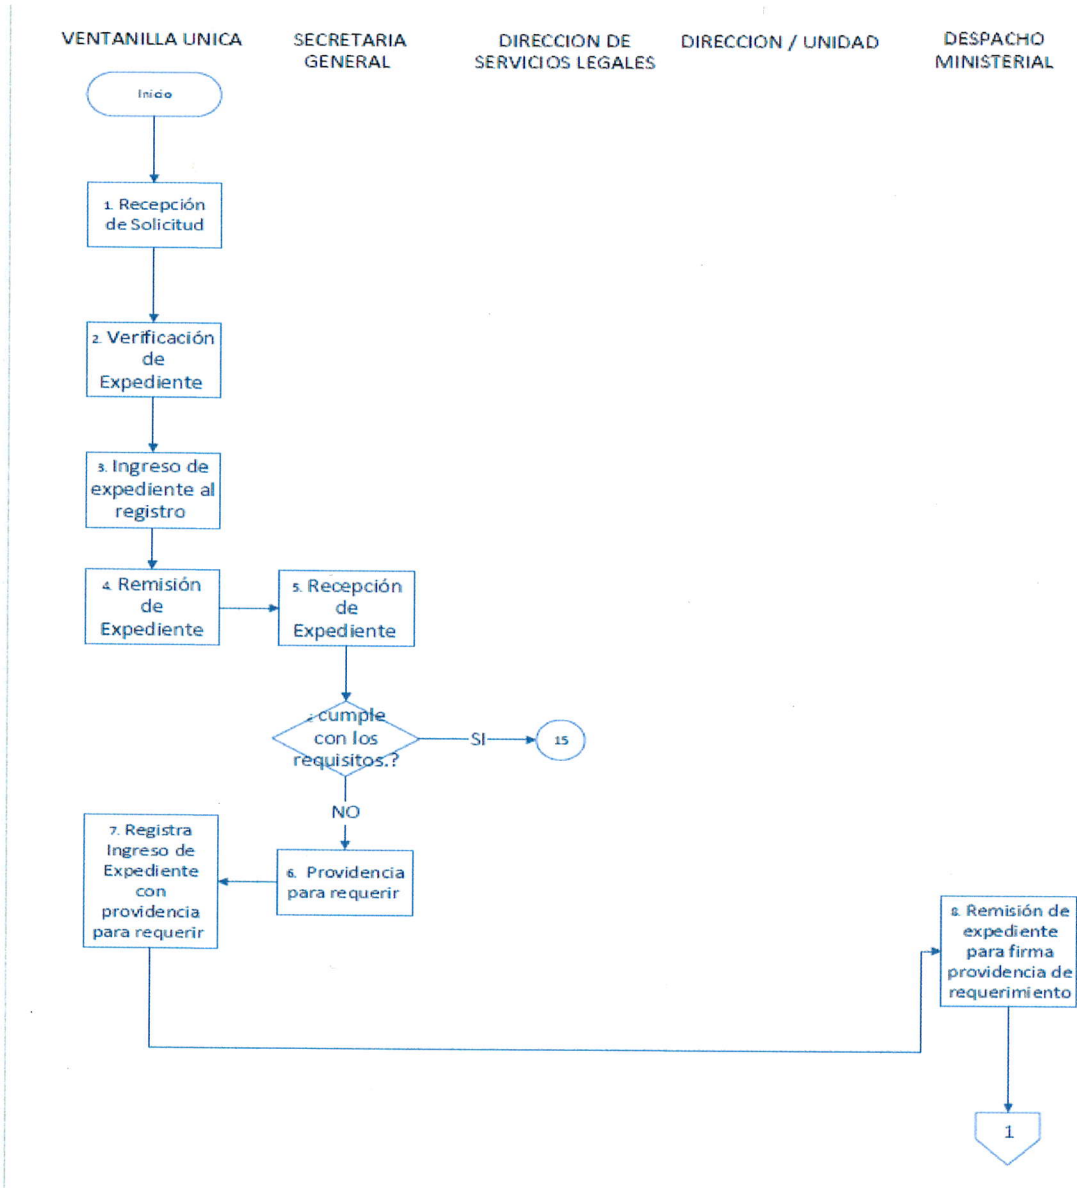 VENTANILLA UNICA
SECRETARIA
GENERAL
DIRECCION DE
SERVICIOS LEGALES
DIRECCION / UNIDAD
DESPACHO
MINISTERIAL
Inicio
1. Recepción
de Solicitud
2. Verificación
de
Expediente
3. Ingreso de
expediente al
registro
4. Remisión
de
Expediente
5. Recepción
de
Expediente
¿ cumple
con los
requisitos.?
SI
15
NO
6. Providencia
para requerir
7. Registra
Ingreso de
Expediente
con
providencia
para requerir
8. Remisión de
expediente
para firma
providencia de
requerimiento
1